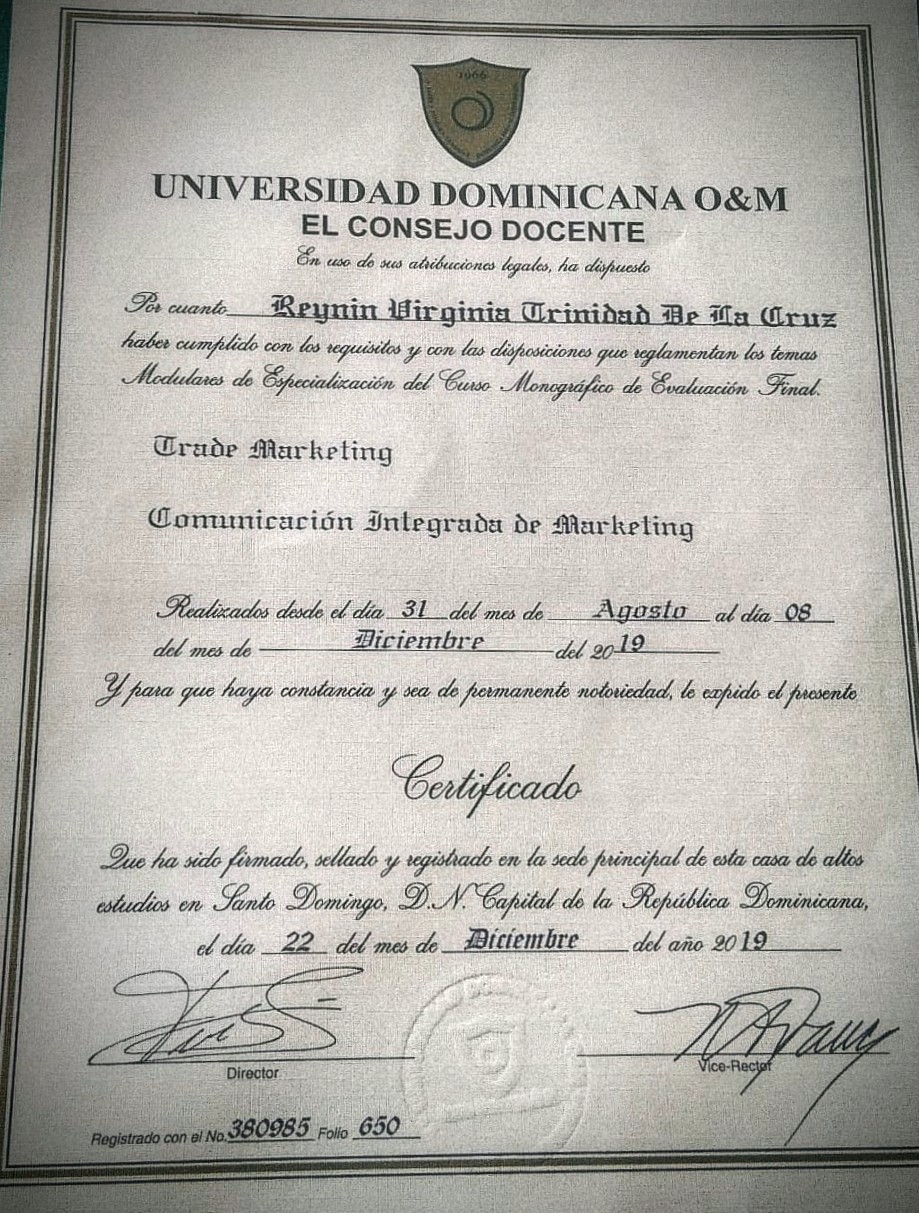 1966
UNIVERSIDAD DOMINICANA O&M
EL CONSEJO DOCENTE
En uso de sus atribuciones legales, ha dispuesto
Por cuanto Reynin Virginia Trinidad De La Cruz
haber cumplido con los requisitos y con las disposiciones que reglamentan los temas
Modulares de Especialización del Curso Monográfico de Evaluación Final.
Trade Marketing
Comunicación Integrada de Marketing
Realizados desde el día 31 del mes de Agosto al día 08
del mes de Diciembre del 2019
Y para que haya constancia y sea de permanente notoriedad, le expido el presente
Certificado
Que ha sido firmado, sellado y registrado en la sede principal de esta casa de altos
estudios en Santo Domingo, D.N. Capital de la República Dominicana,
el día 22 del mes de Diciembre del año 2019
Director
Vice-Rector
Registrado con el No. 380985 Folio 650